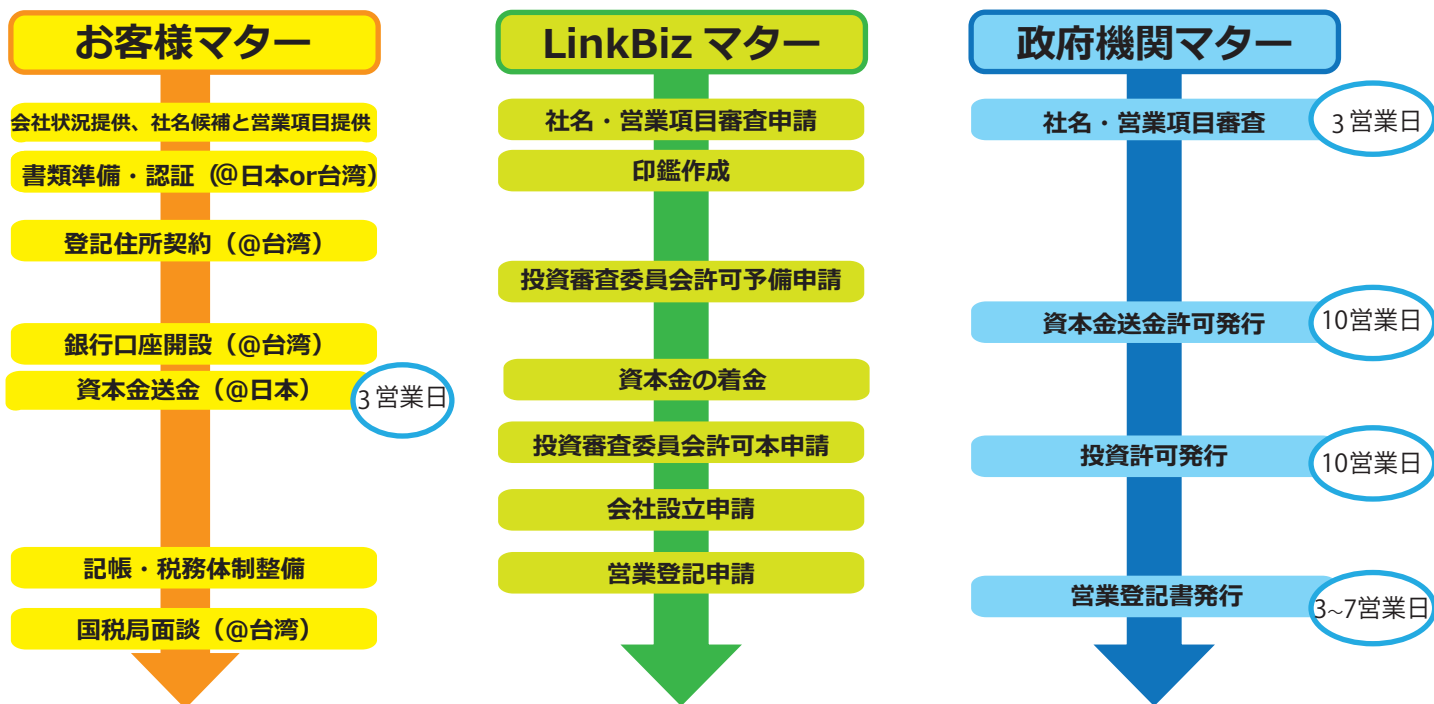 お客様マター
会社状況提供、社名候補と営業項目提供
書類準備・認証（@日本or台湾）
登記住所契約（@台湾）
銀行口座開設（@台湾）
資本金送金（@日本）
3 営業日
記帳・税務体制整備
国税局面談（@台湾）
LinkBiz マター
社名・営業項目審査申請
印鑑作成
投資審査委員会許可予備申請
資本金の着金
投資審査委員会許可本申請
会社設立申請
営業登記申請
政府機関マター
社名・営業項目審査
3 営業日
資本金送金許可発行
10営業日
投資許可発行
10営業日
営業登記書発行
3~7営業日